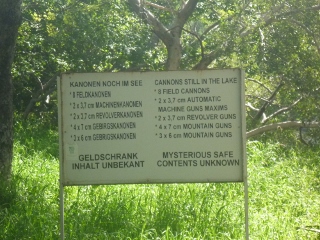 KANONEN NOCH IM SEE
* 8 FELDKANONEN
* 2 x 3,7 cm MACHINENKANONEN
* 2 x 3,7 cm REVOLVERKANONEN
* 4 x 7 cm GEBIRGSKANONEN
* 3 x 6 cm GEBIRGSKANONEN
GELDSCHRANK
INHALT UNBEKANT
CANNONS STILL IN THE LAKE
* 8 FIELD CANNONS
* 2 x 3,7 cm AUTOMATIC
MACHINE GUNS MAXIMS
* 2 x 3,7 cm REVOLVER GUNS
* 4 x 7 cm MOUNTAIN GUNS
* 3 x 6 cm MOUNTAIN GUNS
MYSTERIOUS SAFE
CONTENTS UNKNOWN